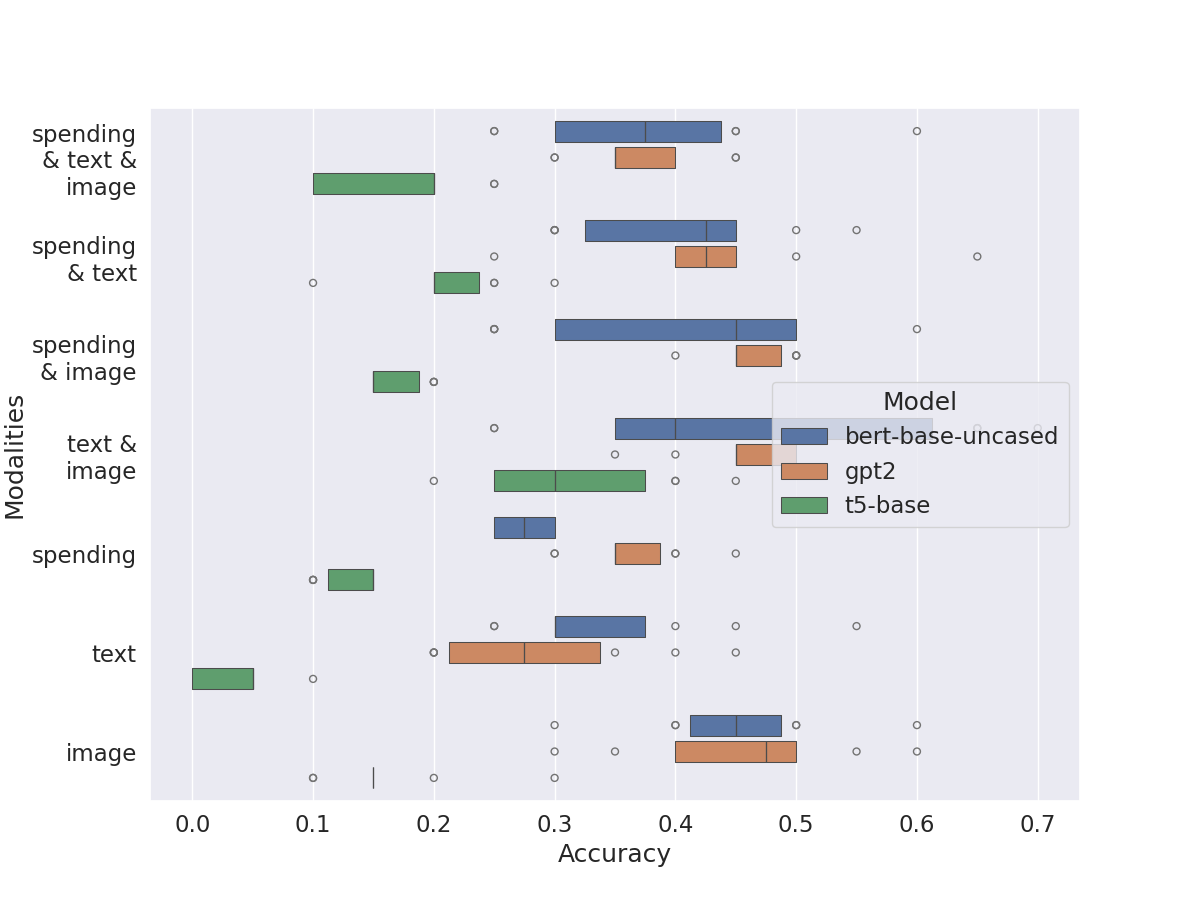 spending
& text &
image
spending
& text
spending
& image
text &
image
spending
text
image
Modalities
Model
bert-base-uncased
gpt2
t5-base
0.0 0.1 0.2 0.3 0.4 0.5 0.6 0.7
Accuracy